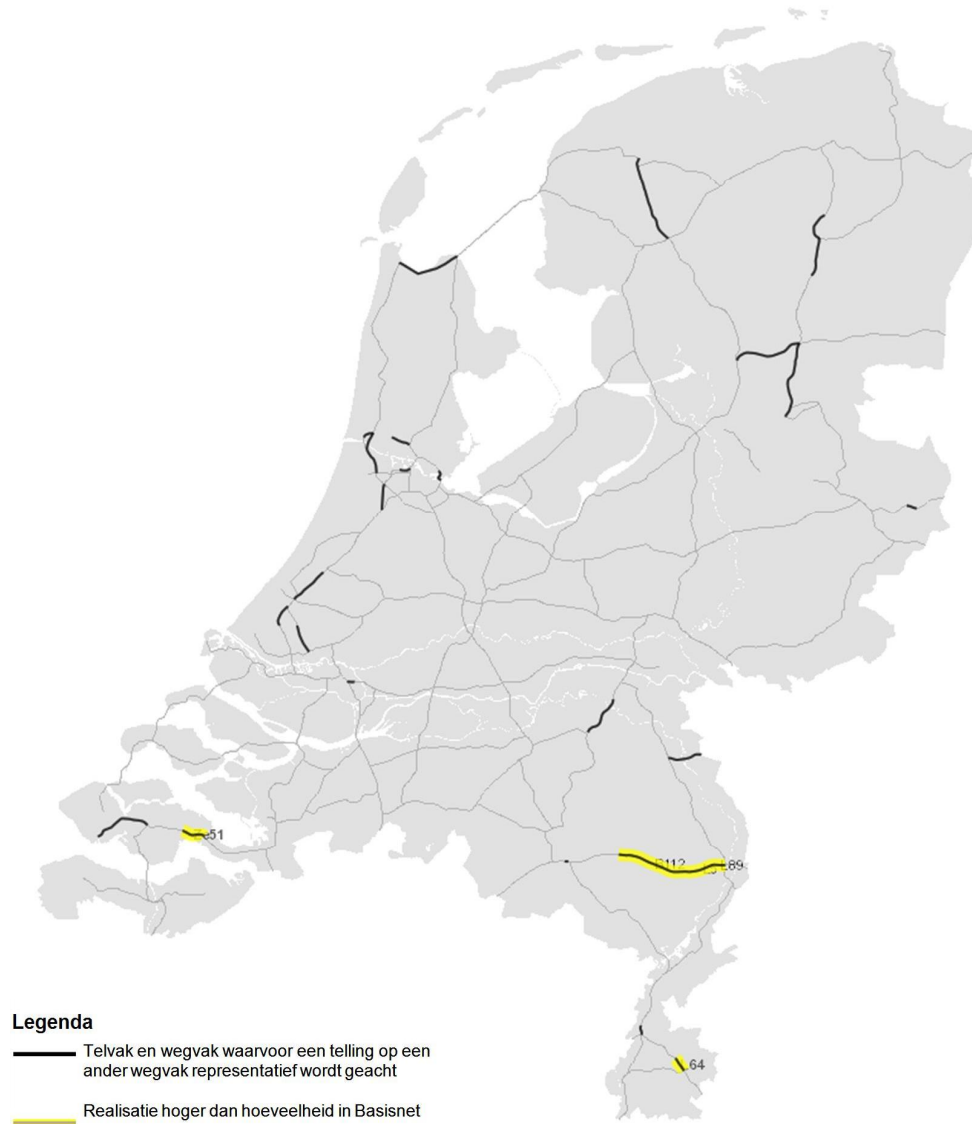 51
112
89
64
Legenda
Telvak en wegvak waarvoor een telling op een
ander wegvak representatief wordt geacht
Realisatie hoger dan hoeveelheid in Basisnet